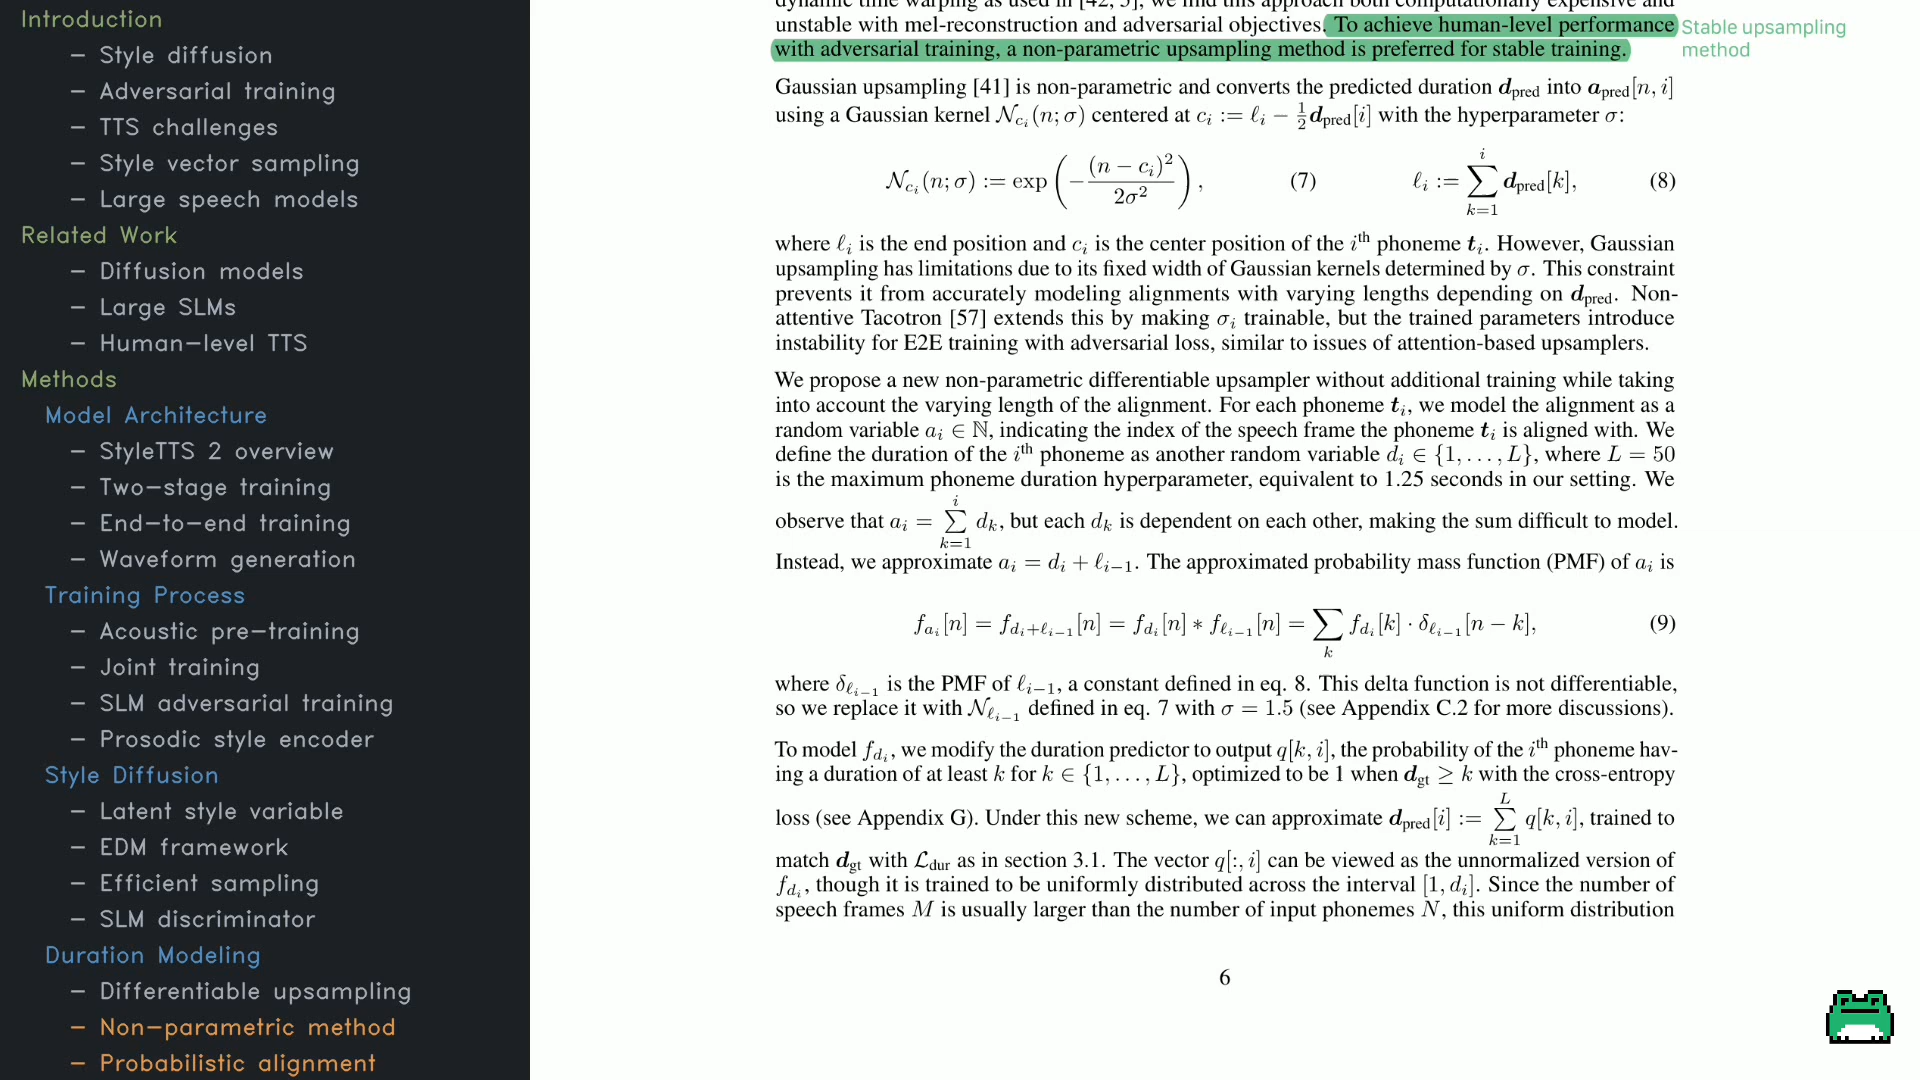 Introduction
– Style diffusion
– Adversarial training
– TTS challenges
– Style vector sampling
– Large speech models
Related Work
– Diffusion models
– Large SLMs
– Human-level TTS
Methods
Model Architecture
– StyleTTS 2 overview
– Two-stage training
– End-to-end training
– Waveform generation
Training Process
– Acoustic pre-training
– Joint training
– SLM adversarial training
– Prosodic style encoder
Style Diffusion
– Latent style variable
– EDM framework
– Efficient sampling
– SLM discriminator
Duration Modeling
– Differentiable upsampling
– Non-parametric method
– Probabilistic alignment
dynamic time warping as used in [42, 5], we find this approach both computationally expensive and
unstable with mel-reconstruction and adversarial objectives. To achieve human-level performance
with adversarial training, a non-parametric upsampling method is preferred for stable training.
Stable upsampling
method
Gaussian upsampling [41] is non-parametric and converts the predicted duration d_pred into a_pred[n, i]
using a Gaussian kernel 𝒩_{c_i}(n; σ) centered at c_i := ℓ_i − ½d_pred[i] with the hyperparameter σ:
𝒩_{c_i}(n; σ) := exp(−(n − c_i)²/2σ²), (7) ℓ_i := ∑_{k=1}^{i} d_pred[k], (8)
where ℓ_i is the end position and c_i is the center position of the i^th phoneme t_i. However, Gaussian
upsampling has limitations due to its fixed width of Gaussian kernels determined by σ. This constraint
prevents it from accurately modeling alignments with varying lengths depending on d_pred. Non-
attentive Tacotron [57] extends this by making σ_i trainable, but the trained parameters introduce
instability for E2E training with adversarial loss, similar to issues of attention-based upsamplers.
We propose a new non-parametric differentiable upsampler without additional training while taking
into account the varying length of the alignment. For each phoneme t_i, we model the alignment as a
random variable a_i ∈ ℕ, indicating the index of the speech frame the phoneme t_i is aligned with. We
define the duration of the i^th phoneme as another random variable d_i ∈ {1, . . . , L}, where L = 50
is the maximum phoneme duration hyperparameter, equivalent to 1.25 seconds in our setting. We
observe that a_i = ∑_{k=1}^{i} d_k, but each d_k is dependent on each other, making the sum difficult to model.
Instead, we approximate a_i = d_i + ℓ_{i−1}. The approximated probability mass function (PMF) of a_i is
f_{a_i}[n] = f_{d_i+ℓ_{i−1}}[n] = f_{d_i}[n] ∗ f_{ℓ_{i−1}}[n] = ∑_k f_{d_i}[k] · δ_{ℓ_{i−1}}[n − k], (9)
where δ_{ℓ_{i−1}} is the PMF of ℓ_{i−1}, a constant defined in eq. 8. This delta function is not differentiable,
so we replace it with 𝒩_{ℓ_{i−1}} defined in eq. 7 with σ = 1.5 (see Appendix C.2 for more discussions).
To model f_{d_i}, we modify the duration predictor to output q[k, i], the probability of the i^th phoneme hav-
ing a duration of at least k for k ∈ {1, . . . , L}, optimized to be 1 when d_gt ≥ k with the cross-entropy
loss (see Appendix G). Under this new scheme, we can approximate d_pred[i] := ∑_{k=1}^{L} q[k, i], trained to
match d_gt with ℒ_dur as in section 3.1. The vector q[:, i] can be viewed as the unnormalized version of
f_{d_i}, though it is trained to be uniformly distributed across the interval [1, d_i]. Since the number of
speech frames M is usually larger than the number of input phonemes N, this uniform distribution
6